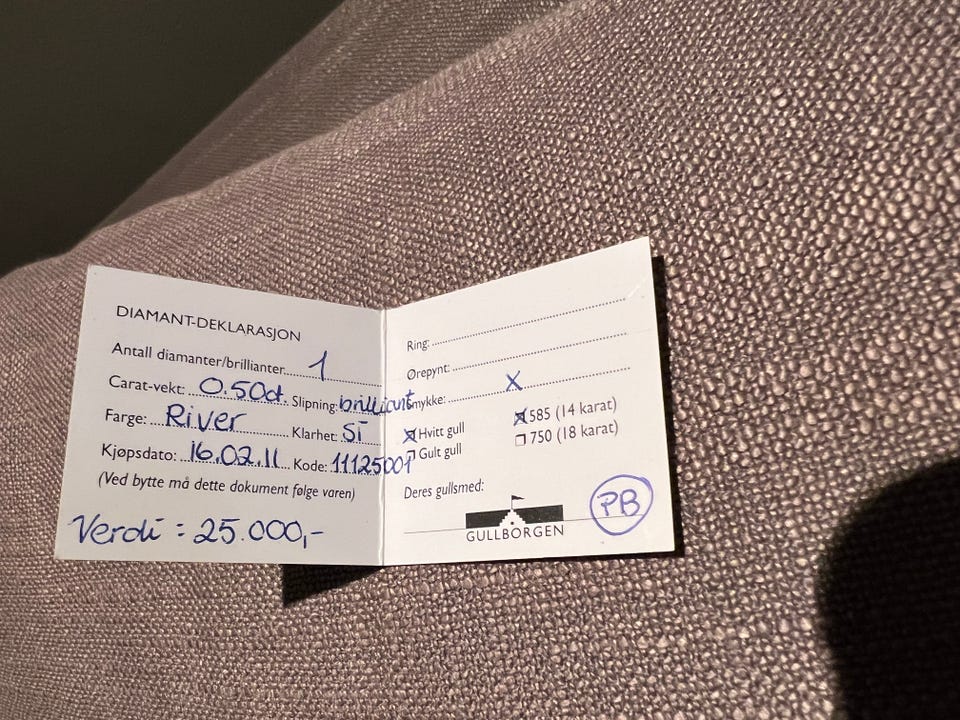 DIAMANT-DEKLARASJON
Antall diamanter/brillianter: 1
Carat-vekt: 0.50ct. Slipning: brilliant
Farge: River Klarhet: Si
Kjøpsdato: 16.02.11 Kode: 11125001
(Ved bytte må dette dokument følge varen)
Verdi : 25.000,-
Ring:
Ørepynt:
Smykke: X
X Hvitt gull X 585 (14 karat)
Gult gull 750 (18 karat)
Deres gullsmed:
GULLBORGEN
PB